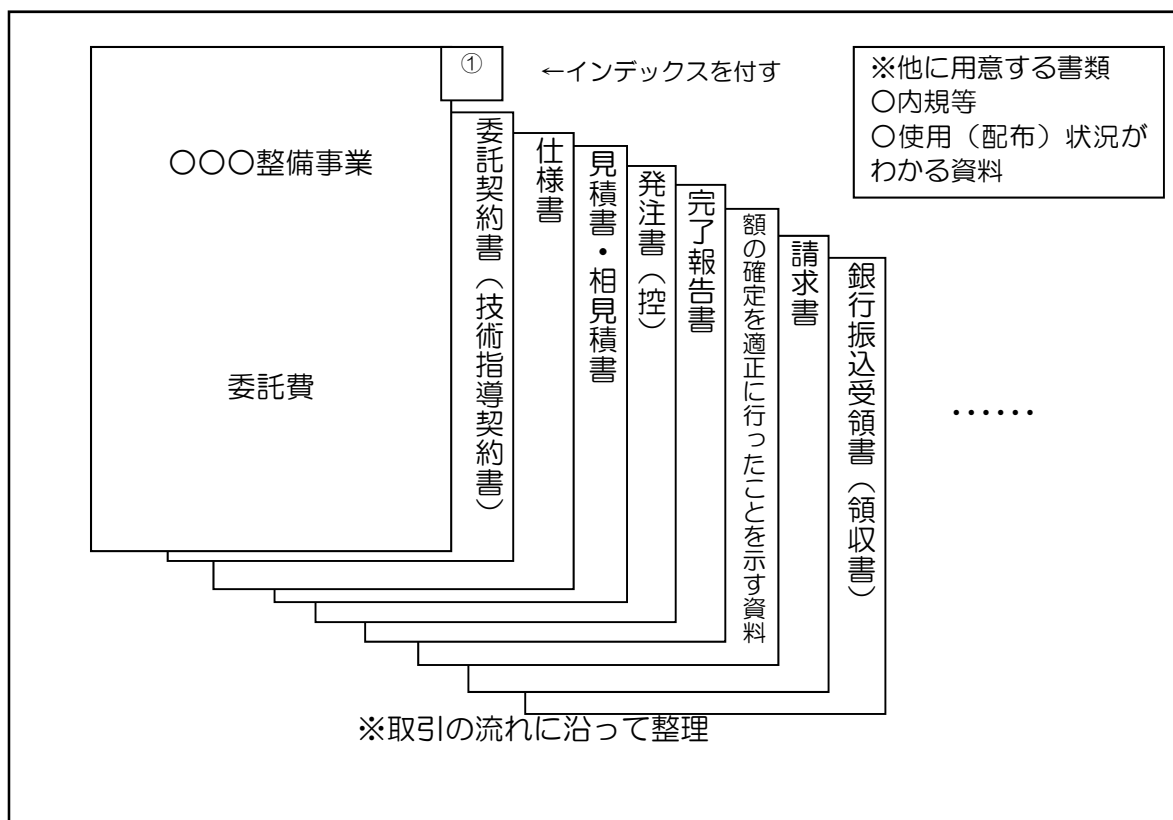 ①
←インデックスを付す
※他に用意する書類
○内規等
○使用（配布）状況が
わかる資料
○○○整備事業
委託費
委託契約書（技術指導契約書）
仕様書
見積書・相見積書
発注書（控）
完了報告書
額の確定を適正に行ったことを示す資料
請求書
銀行振込受領書（領収書）
……
※取引の流れに沿って整理